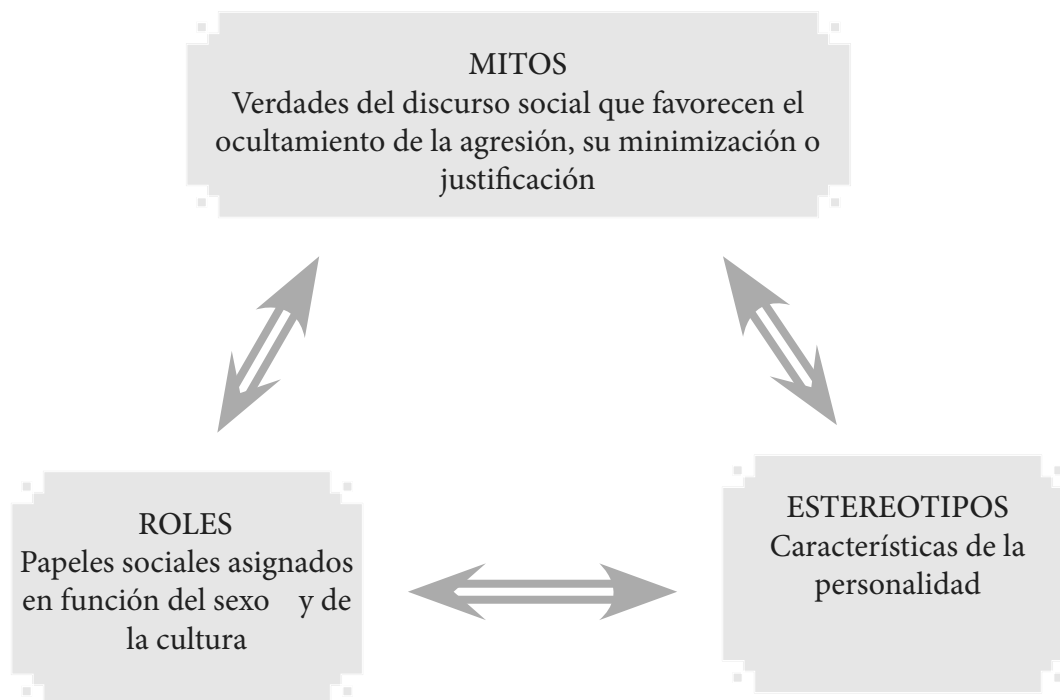 MITOS
Verdades del discurso social que favorecen el
ocultamiento de la agresión, su minimización o
justificación
ROLES
Papeles sociales asignados
en función del sexo y de
la cultura
ESTEREOTIPOS
Características de la
personalidad